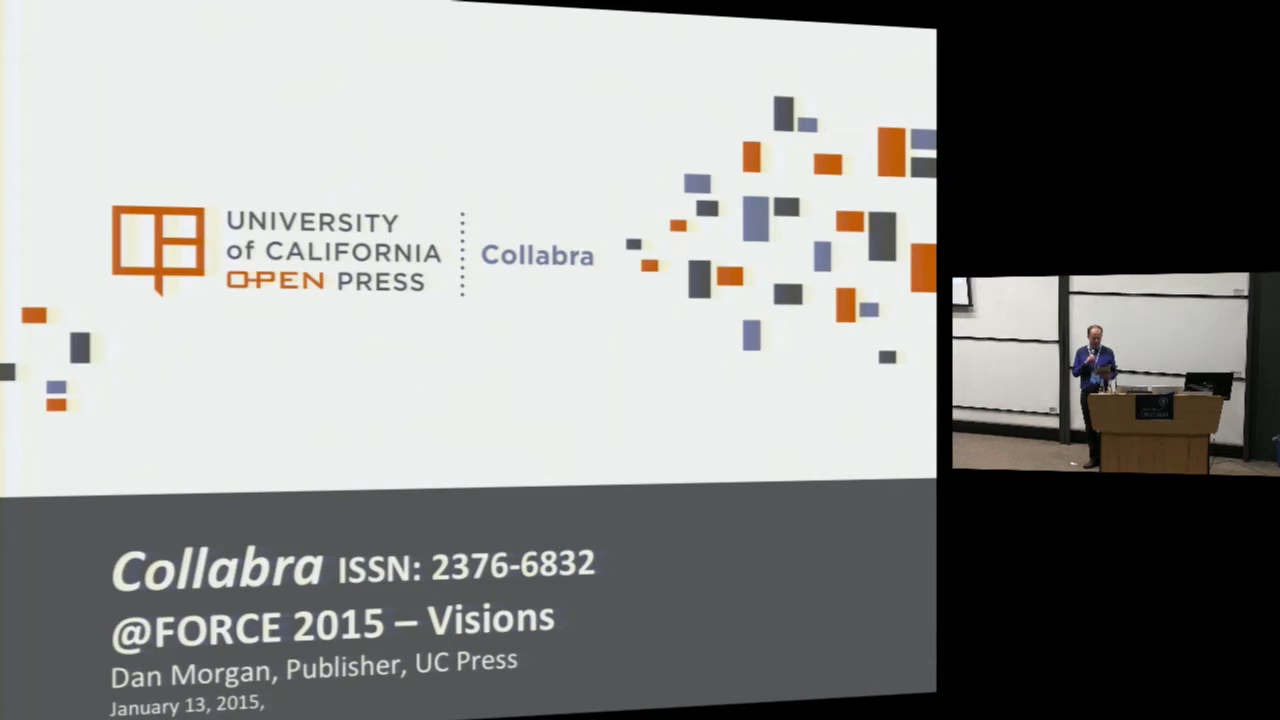 UNIVERSITY
of CALIFORNIA
OPEN PRESS
Collabra
Collabra ISSN: 2376-6832
@FORCE 2015 – Visions
Dan Morgan, Publisher, UC Press
January 13, 2015,